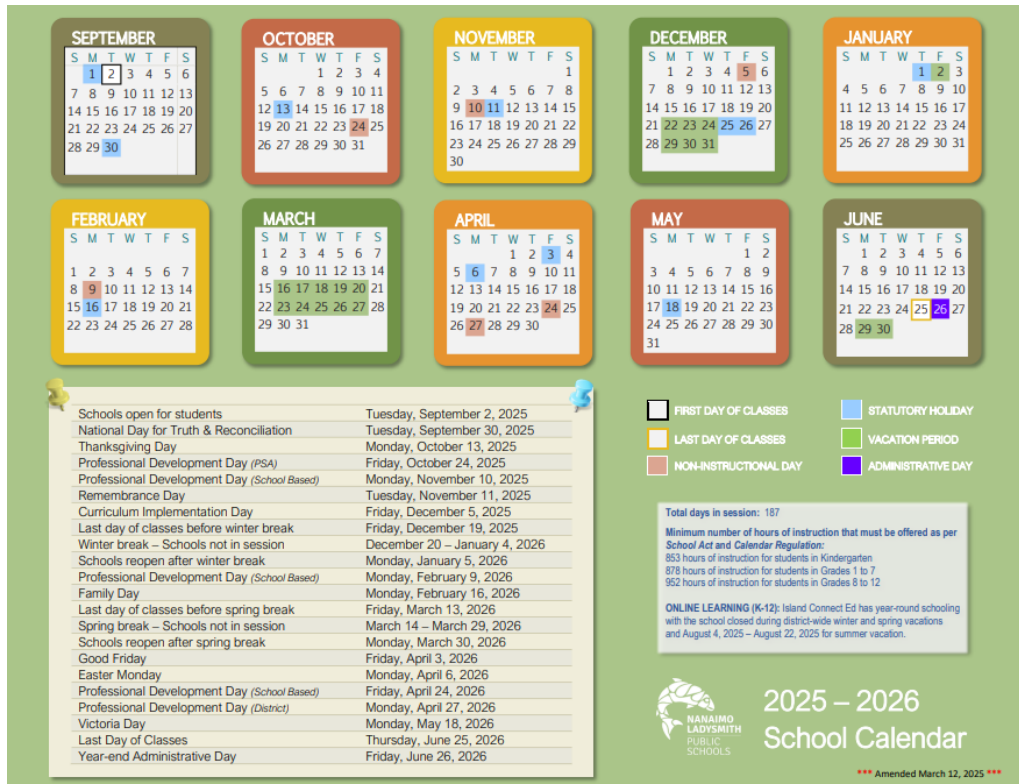 SEPTEMBER
S M T W T F S
1 2 3 4 5 6
7 8 9 10 11 12 13
14 15 16 17 18 19 20
21 22 23 24 25 26 27
28 29 30
OCTOBER
S M T W T F S
1 2 3 4
5 6 7 8 9 10 11
12 13 14 15 16 17 18
19 20 21 22 23 24 25
26 27 28 29 30 31
NOVEMBER
S M T W T F S
1
2 3 4 5 6 7 8
9 10 11 12 13 14 15
16 17 18 19 20 21 22
23 24 25 26 27 28 29
30
DECEMBER
S M T W T F S
1 2 3 4 5 6
7 8 9 10 11 12 13
14 15 16 17 18 19 20
21 22 23 24 25 26 27
28 29 30 31
JANUARY
S M T W T F S
1 2 3
4 5 6 7 8 9 10
11 12 13 14 15 16 17
18 19 20 21 22 23 24
25 26 27 28 29 30 31
FEBRUARY
S M T W T F S
1 2 3 4 5 6 7
8 9 10 11 12 13 14
15 16 17 18 19 20 21
22 23 24 25 26 27 28
MARCH
S M T W T F S
1 2 3 4 5 6 7
8 9 10 11 12 13 14
15 16 17 18 19 20 21
22 23 24 25 26 27 28
29 30 31
APRIL
S M T W T F S
1 2 3 4
5 6 7 8 9 10 11
12 13 14 15 16 17 18
19 20 21 22 23 24 25
26 27 28 29 30
MAY
S M T W T F S
1 2
3 4 5 6 7 8 9
10 11 12 13 14 15 16
17 18 19 20 21 22 23
24 25 26 27 28 29 30
31
JUNE
S M T W T F S
1 2 3 4 5 6
7 8 9 10 11 12 13
14 15 16 17 18 19 20
21 22 23 24 25 26 27
28 29 30
Schools open for students Tuesday, September 2, 2025
National Day for Truth & Reconciliation Tuesday, September 30, 2025
Thanksgiving Day Monday, October 13, 2025
Professional Development Day (PSA) Friday, October 24, 2025
Professional Development Day (School Based) Monday, November 10, 2025
Remembrance Day Tuesday, November 11, 2025
Curriculum Implementation Day Friday, December 5, 2025
Last day of classes before winter break Friday, December 19, 2025
Winter break – Schools not in session December 20 – January 4, 2026
Schools reopen after winter break Monday, January 5, 2026
Professional Development Day (School Based) Monday, February 9, 2026
Family Day Monday, February 16, 2026
Last day of classes before spring break Friday, March 13, 2026
Spring break – Schools not in session March 14 – March 29, 2026
Schools reopen after spring break Monday, March 30, 2026
Good Friday Friday, April 3, 2026
Easter Monday Monday, April 6, 2026
Professional Development Day (School Based) Friday, April 24, 2026
Professional Development Day (District) Monday, April 27, 2026
Victoria Day Monday, May 18, 2026
Last Day of Classes Thursday, June 25, 2026
Year-end Administrative Day Friday, June 26, 2026
FIRST DAY OF CLASSES STATUTORY HOLIDAY
LAST DAY OF CLASSES VACATION PERIOD
NON-INSTRUCTIONAL DAY ADMINISTRATIVE DAY
Total days in session: 187
Minimum number of hours of instruction that must be offered as per
School Act and Calendar Regulation:
853 hours of instruction for students in Kindergarten
878 hours of instruction for students in Grades 1 to 7
952 hours of instruction for students in Grades 8 to 12
ONLINE LEARNING (K-12): Island Connect Ed has year-round schooling
with the school closed during district-wide winter and spring vacations
and August 4, 2025 – August 22, 2025 for summer vacation.
NANAIMO
LADYSMITH
PUBLIC
SCHOOLS
2025 – 2026
School Calendar
*** Amended March 12, 2025 ***